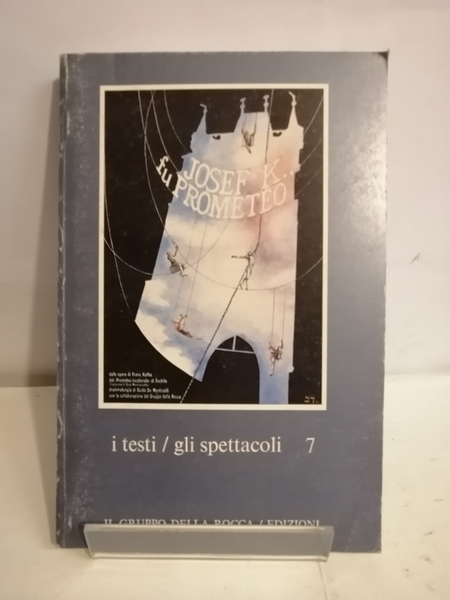 JOSEF K..
fu PROMETEO
dalle opere di Franz Kafka
dal Prometeo incatenato di Eschilo
drammaturgia di Guido De Monticelli
con la collaborazione del Gruppo della Rocca
i testi / gli spettacoli 7
IL GRUPPO DELLA ROCCA / EDIZIONI